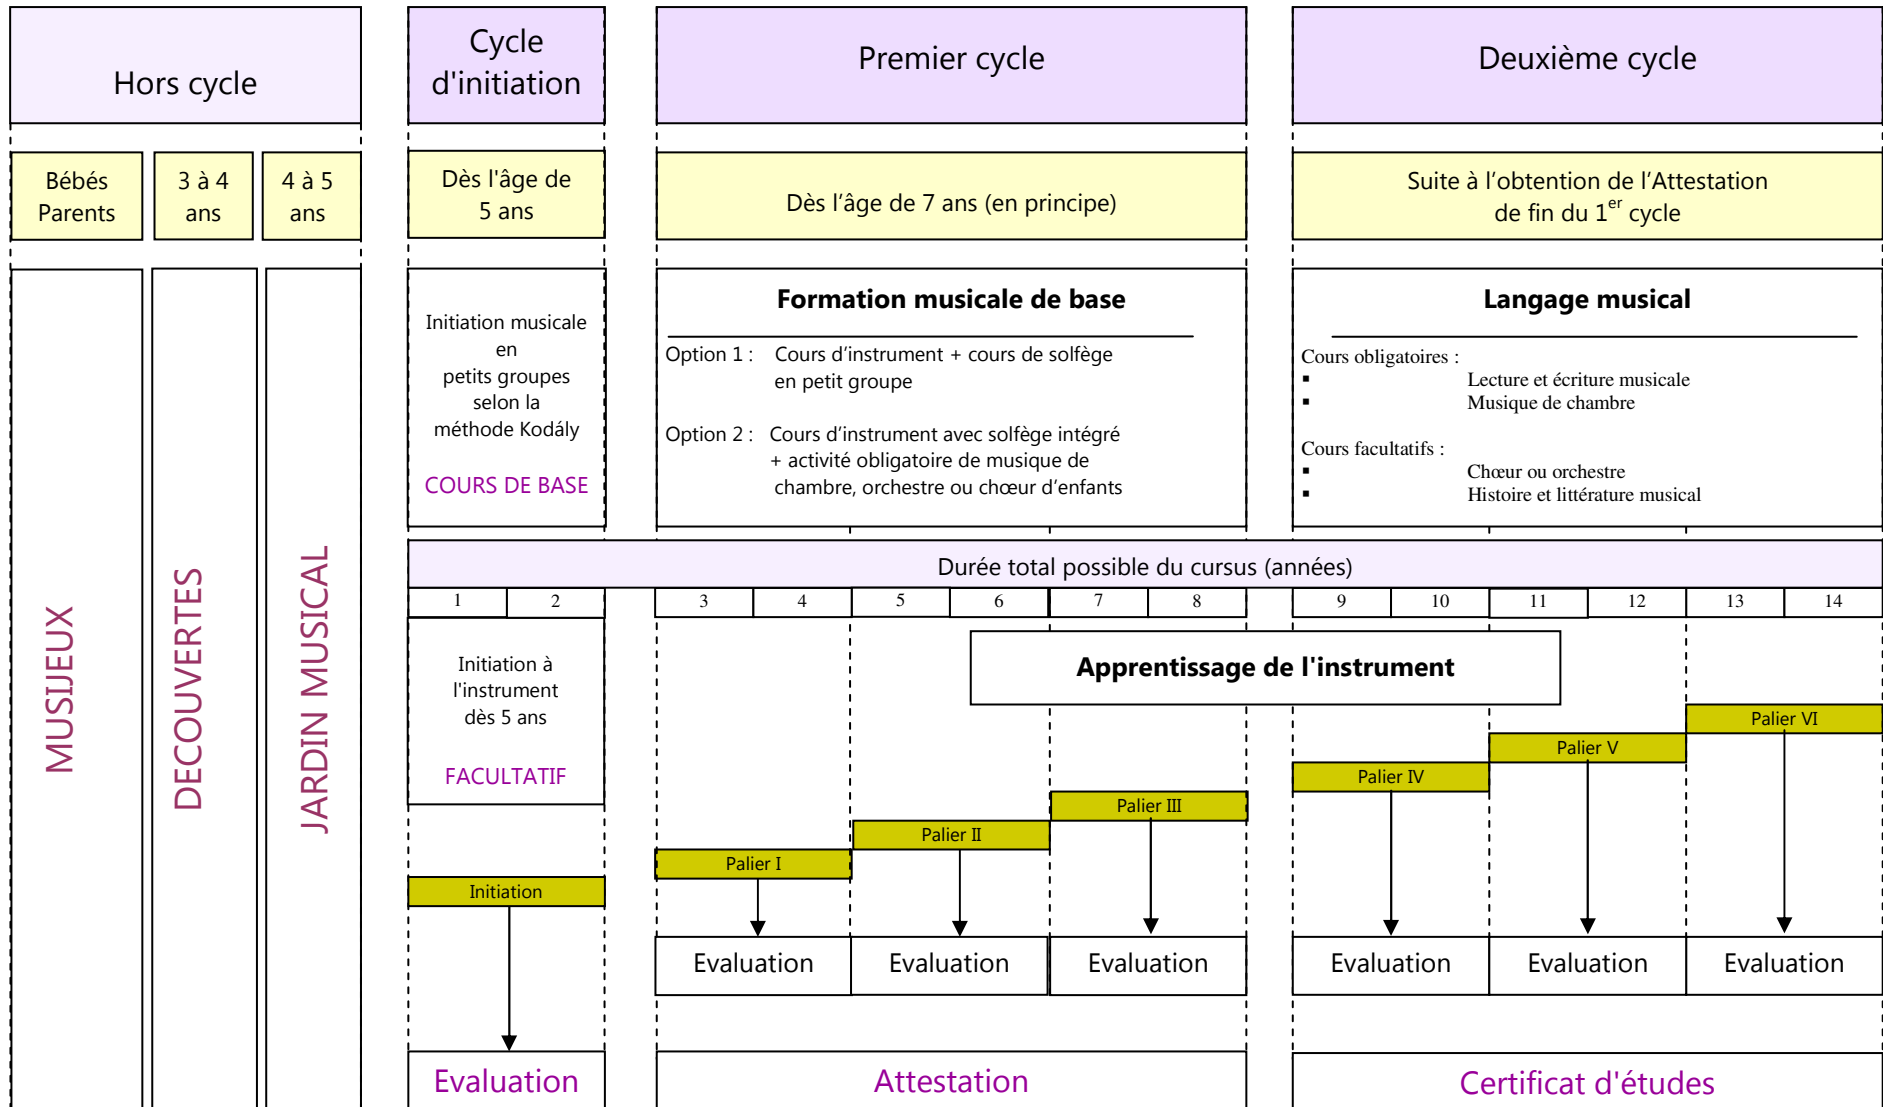 Hors cycle
Cycle
d'initiation
Premier cycle
Deuxième cycle
Bébés
Parents
3 à 4
ans
4 à 5
ans
Dès l'âge de
5 ans
Dès l’âge de 7 ans (en principe)
Suite à l’obtention de l’Attestation
de fin du 1er cycle
MUSIJEUX
DECOUVERTES
JARDIN MUSICAL
Initiation musicale
en
petits groupes
selon la
méthode Kodály
COURS DE BASE
Formation musicale de base
Option 1 : Cours d’instrument + cours de solfège
en petit groupe
Option 2 : Cours d’instrument avec solfège intégré
+ activité obligatoire de musique de
chambre, orchestre ou chœur d’enfants
Langage musical
Cours obligatoires :
▪ Lecture et écriture musicale
▪ Musique de chambre
Cours facultatifs :
▪ Chœur ou orchestre
▪ Histoire et littérature musical
Durée total possible du cursus (années)
1 2 3 4 5 6 7 8 9 10 11 12 13 14
Initiation à
l'instrument
dès 5 ans
FACULTATIF
Apprentissage de l'instrument
Palier VI
Palier V
Palier IV
Palier III
Palier II
Palier I
Initiation
Evaluation Evaluation Evaluation Evaluation Evaluation Evaluation
Evaluation
Attestation
Certificat d'études